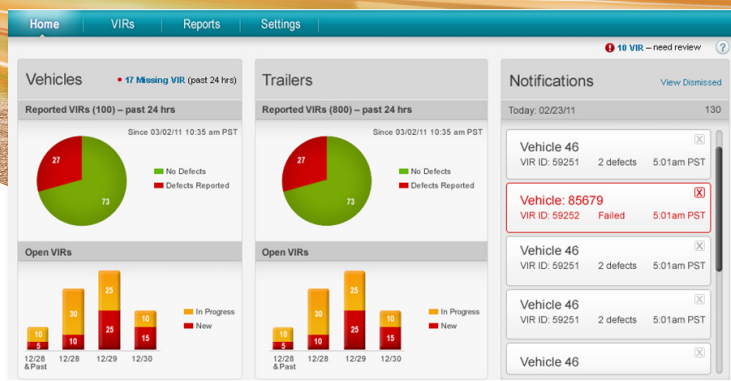 Home VIRs Reports Settings
10 VIR – need review ?
Vehicles
17 Missing VIR (past 24 hrs)
Reported VIRs (100) – past 24 hrs
Since 03/02/11 10:35 am PST
27
73
No Defects
Defects Reported
Open VIRs
10
5
30
10
25
25
10
15
In Progress
New
12/28 & Past
12/28
12/29
12/30
Trailers
Reported VIRs (800) – past 24 hrs
Since 03/02/11 10:35 am PST
27
73
No Defects
Defects Reported
Open VIRs
10
5
30
10
25
25
10
15
In Progress
New
12/28 & Past
12/28
12/29
12/30
Notifications
View Dismissed
Today: 02/23/11 130
Vehicle 46 X
VIR ID: 59251 2 defects 5:01am PST
Vehicle: 85679 X
VIR ID: 59252 Failed 5:01am PST
Vehicle 46 X
VIR ID: 59251 2 defects 5:01am PST
Vehicle 46 X
VIR ID: 59251 2 defects 5:01am PST
Vehicle 46 X